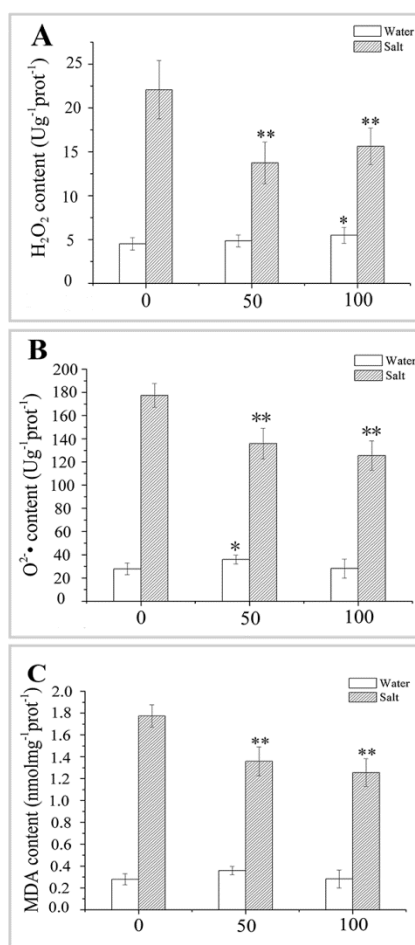 A
Water
Salt
25
20
15
10
5
0
H₂O₂ content (Ug⁻¹prot⁻¹)
**
**
*
0 50 100
B
Water
Salt
200
180
160
140
120
100
80
60
40
20
0
O²⁻• content (Ug⁻¹prot⁻¹)
**
**
*
0 50 100
C
Water
Salt
2.0
1.8
1.6
1.4
1.2
1.0
0.8
0.6
0.4
0.2
0.0
MDA content (nmolmg⁻¹prot⁻¹)
**
**
0 50 100